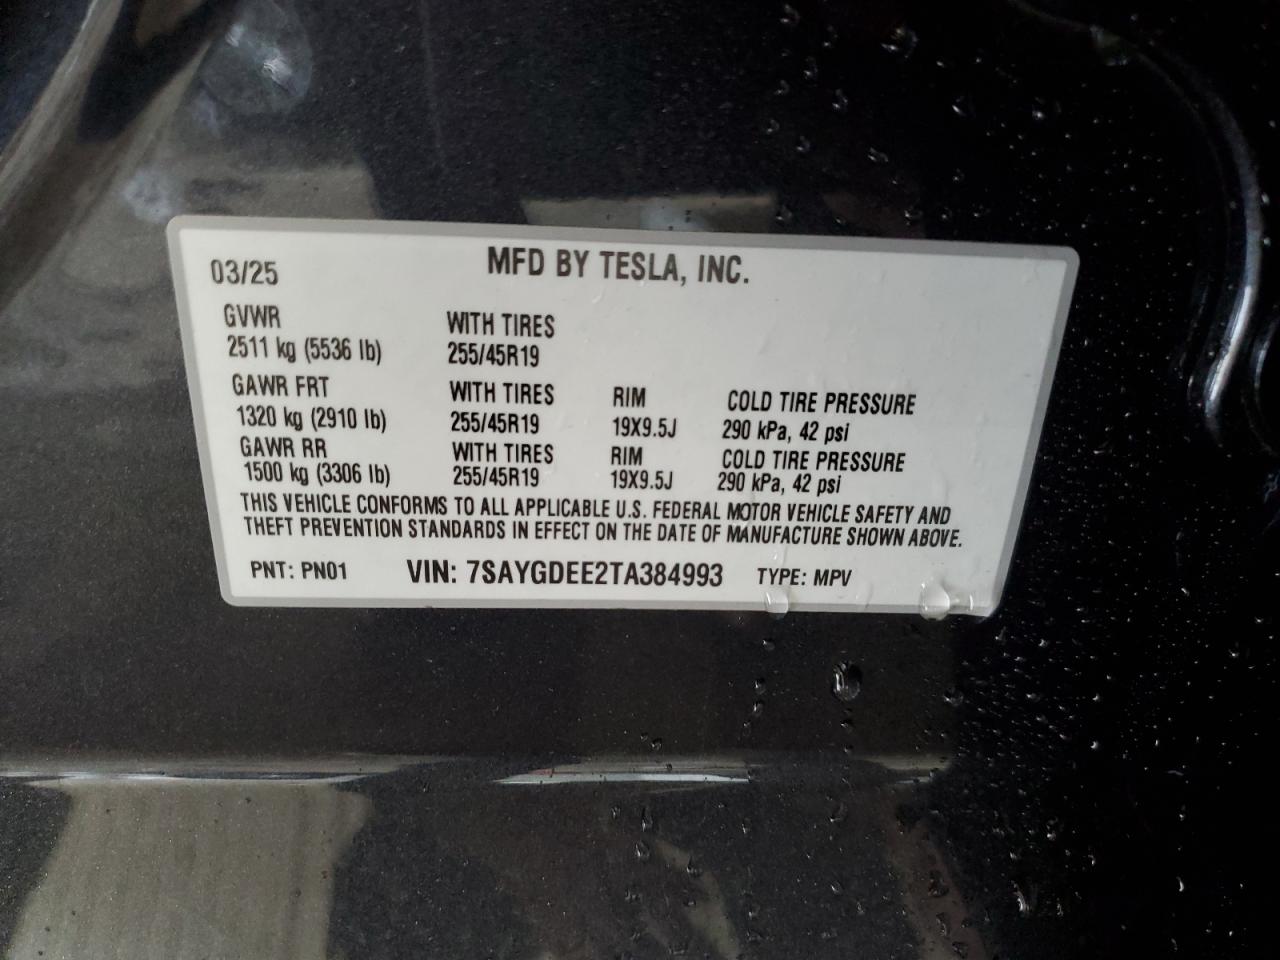 03/25 MFD BY TESLA, INC.
GVWR WITH TIRES
2511 kg (5536 lb) 255/45R19
GAWR FRT WITH TIRES RIM COLD TIRE PRESSURE
1320 kg (2910 lb) 255/45R19 19X9.5J 290 kPa, 42 psi
GAWR RR WITH TIRES RIM COLD TIRE PRESSURE
1500 kg (3306 lb) 255/45R19 19X9.5J 290 kPa, 42 psi
THIS VEHICLE CONFORMS TO ALL APPLICABLE U.S. FEDERAL MOTOR VEHICLE SAFETY AND
THEFT PREVENTION STANDARDS IN EFFECT ON THE DATE OF MANUFACTURE SHOWN ABOVE.
PNT: PN01 VIN: 7SAYGDEE2TA384993 TYPE: MPV